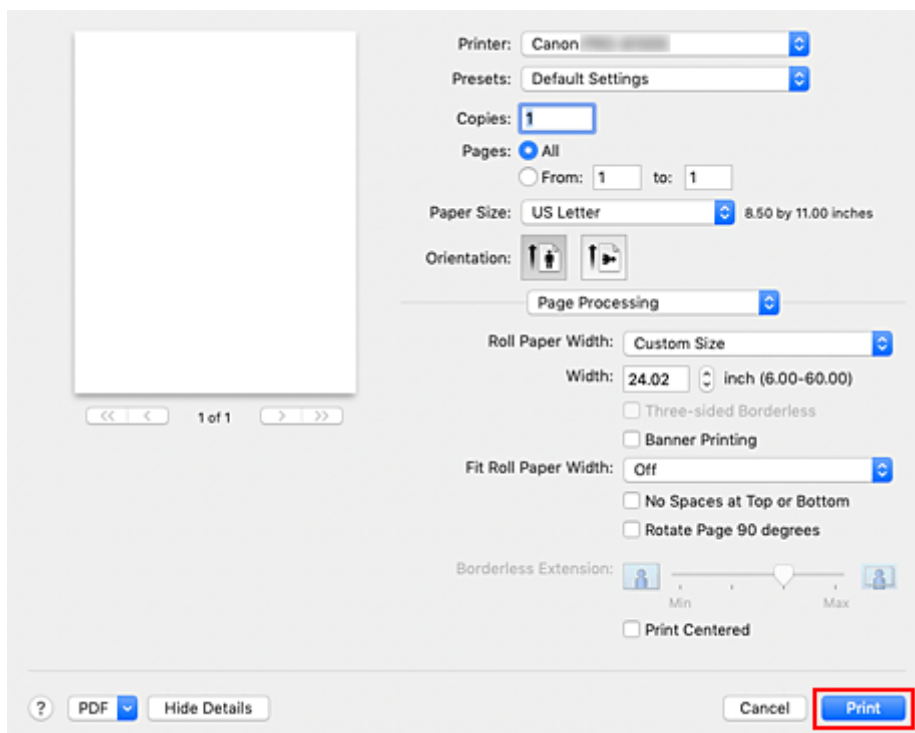 Printer: Canon
Presets: Default Settings
Copies: 1
Pages: All
From: 1 to: 1
Paper Size: US Letter 8.50 by 11.00 inches
Orientation:
Page Processing
Roll Paper Width: Custom Size
Width: 24.02 inch (6.00-60.00)
Three-sided Borderless
1 of 1
Banner Printing
Fit Roll Paper Width: Off
No Spaces at Top or Bottom
Rotate Page 90 degrees
Borderless Extension:
Min Max
Print Centered
? PDF Hide Details Cancel Print